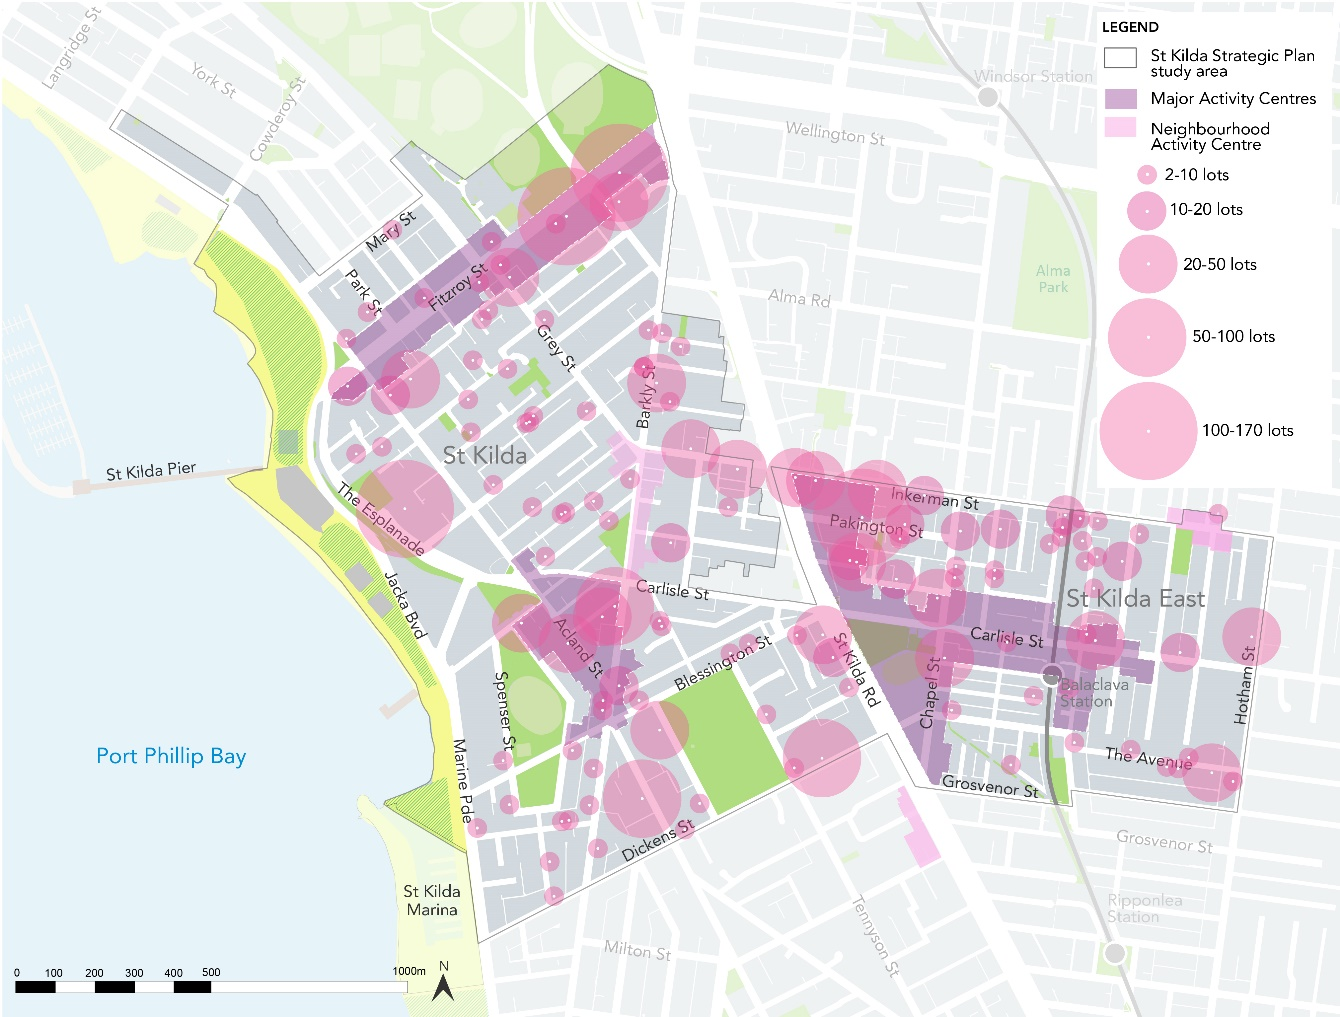 LEGEND
St Kilda Strategic Plan
study area
Major Activity Centres
Neighbourhood
Activity Centre
2-10 lots
10-20 lots
20-50 lots
50-100 lots
100-170 lots
Langridge St
York St
Cowderoy St
Windsor Station
Wellington St
Mary St
Park St
Fitzroy St
Alma Rd
Alma
Park
Grey St
Barkly St
St Kilda
St Kilda Pier
The Esplanade
Inkerman St
Pakington St
Jacka Bvd
Carlisle St
St Kilda East
Acland St
Carlisle St
Blessington St
St Kilda Rd
Chapel St
Balaclava
Station
Hotham St
Spenser St
Port Phillip Bay
Marine Pde
The Avenue
Grosvenor St
Dickens St
Grosvenor St
St Kilda
Marina
Tennyson St
Ripponlea
Station
Milton St
0 100 200 300 400 500 1000m
N